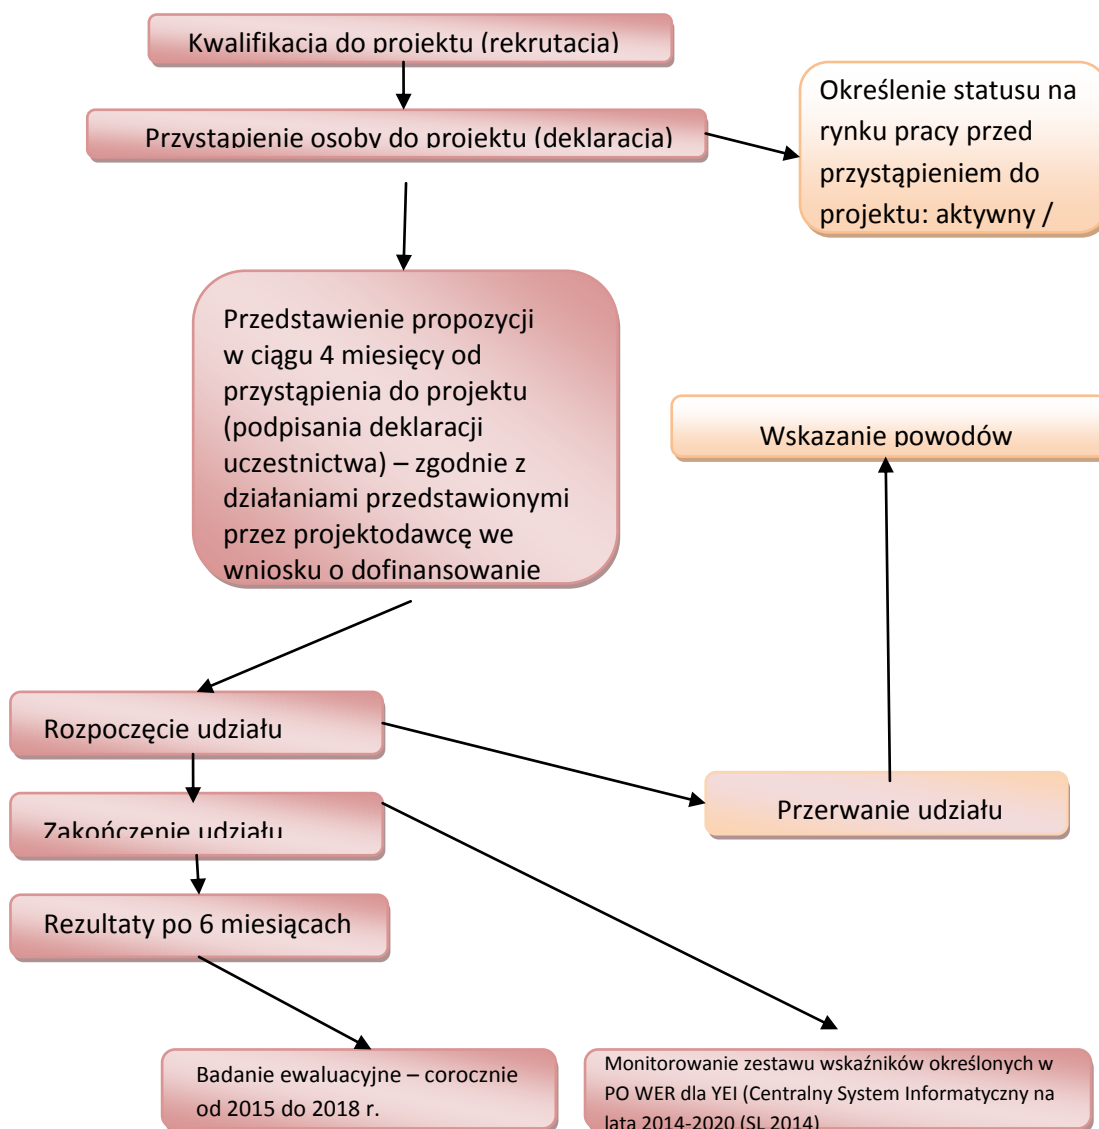 Kwalifikacja do projektu (rekrutacja)
Przystąpienie osoby do projektu (deklaracja)
Określenie statusu na
rynku pracy przed
przystąpieniem do
projektu: aktywny /
Przedstawienie propozycji
w ciągu 4 miesięcy od
przystąpienia do projektu
(podpisania deklaracji
uczestnictwa) – zgodnie z
działaniami przedstawionymi
przez projektodawcę we
wniosku o dofinansowanie
Wskazanie powodów
Rozpoczęcie udziału
Przerwanie udziału
Zakończenie udziału
Rezultaty po 6 miesiącach
Badanie ewaluacyjne – corocznie
od 2015 do 2018 r.
Monitorowanie zestawu wskaźników określonych w
PO WER dla YEI (Centralny System Informatyczny na
lata 2014-2020 (SL 2014)